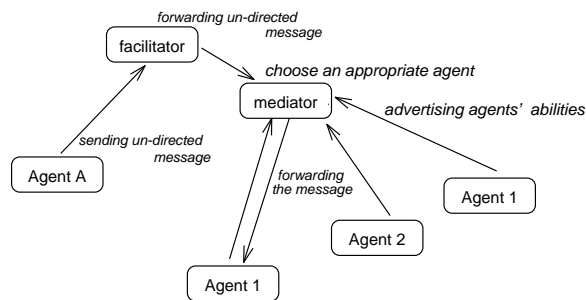 forwarding un-directed
message
facilitator
choose an appropriate agent
mediator
advertising agents' abilities
sending un-directed
message
Agent A
forwarding
the message
Agent 1
Agent 2
Agent 1